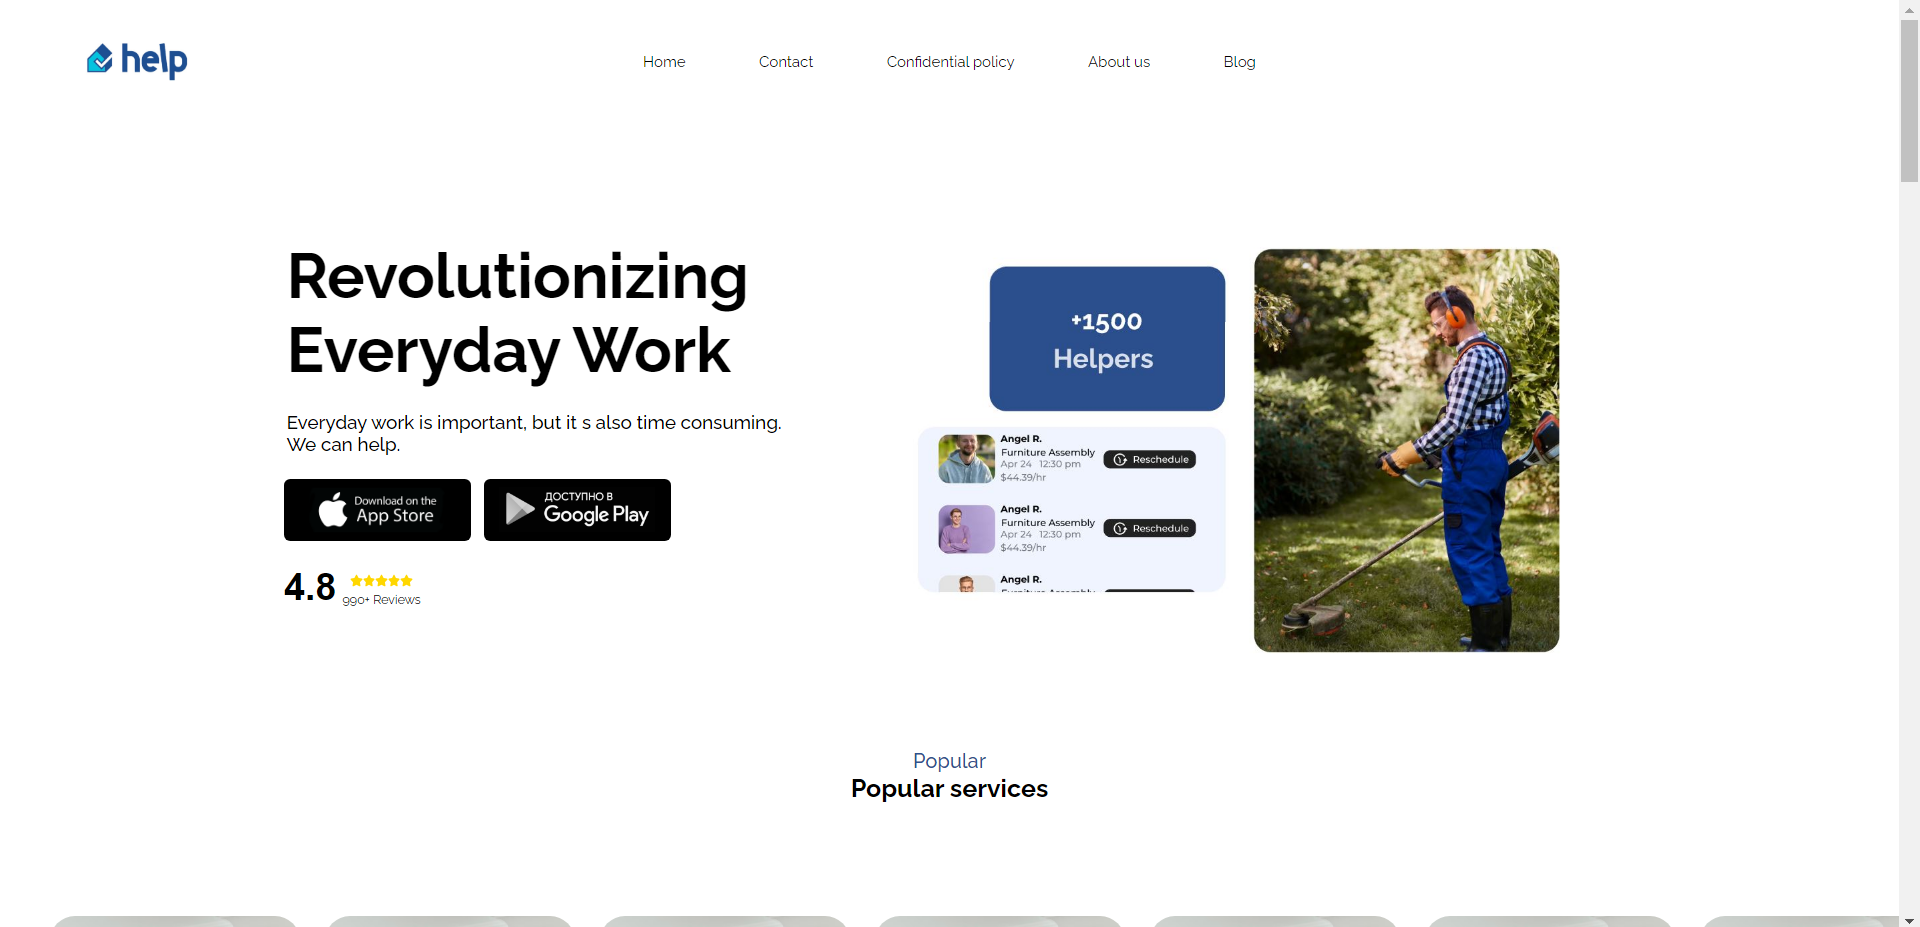 help
Home
Contact
Confidential policy
About us
Blog
Revolutionizing
Everyday Work
Everyday work is important, but it s also time consuming.
We can help.
Download on the
App Store
ДОСТУПНО В
Google Play
4.8
990+ Reviews
+1500
Helpers
Angel R.
Furniture Assembly
Apr 24 12:30 pm
$44.39/hr
Reschedule
Angel R.
Furniture Assembly
Apr 24 12:30 pm
$44.39/hr
Reschedule
Angel R.
Furniture Assembly
Popular
Popular services